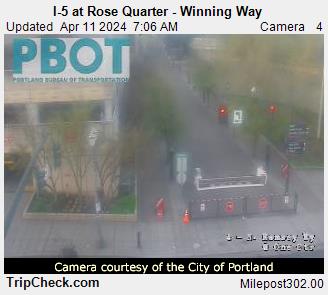 I-5 at Rose Quarter - Winning Way
Updated Apr 11 2024 7:06 AM Camera 4
PBOT
PORTLAND BUREAU OF TRANSPORTATION
Camera courtesy of the City of Portland
TripCheck.com Milepost302.00